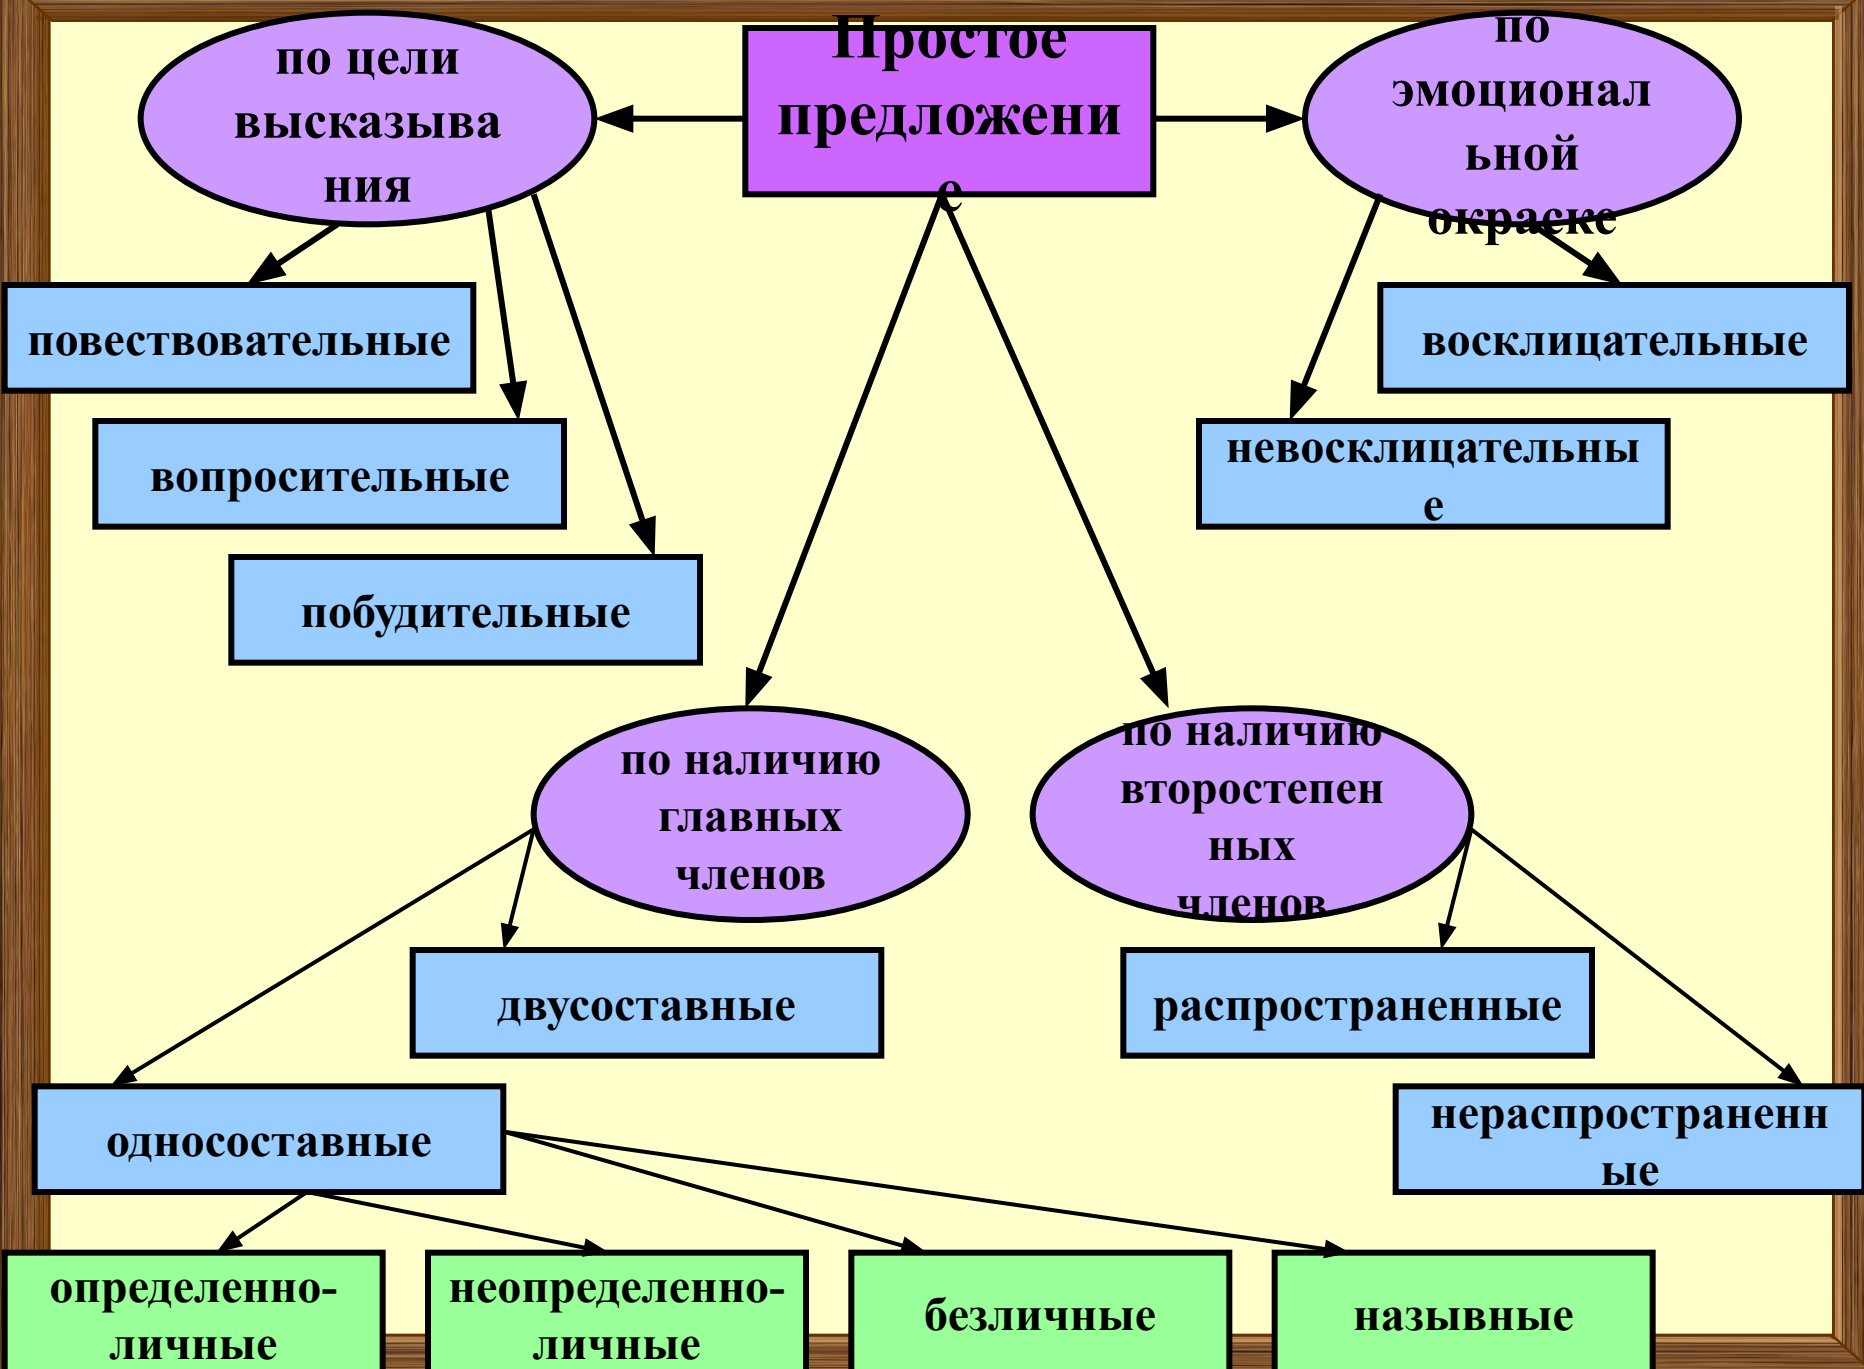 по цели
высказыва
ния
Простое
предложени
е
по
эмоционал
ьной
окраске
повествовательные
восклицательные
вопросительные
невосклицательны
е
побудительные
по наличию
главных
членов
по наличию
второстепен
ных
членов
двусоставные
распространенные
односоставные
нераспространенн
ые
определенно-
личные
неопределенно-
личные
безличные
назывные